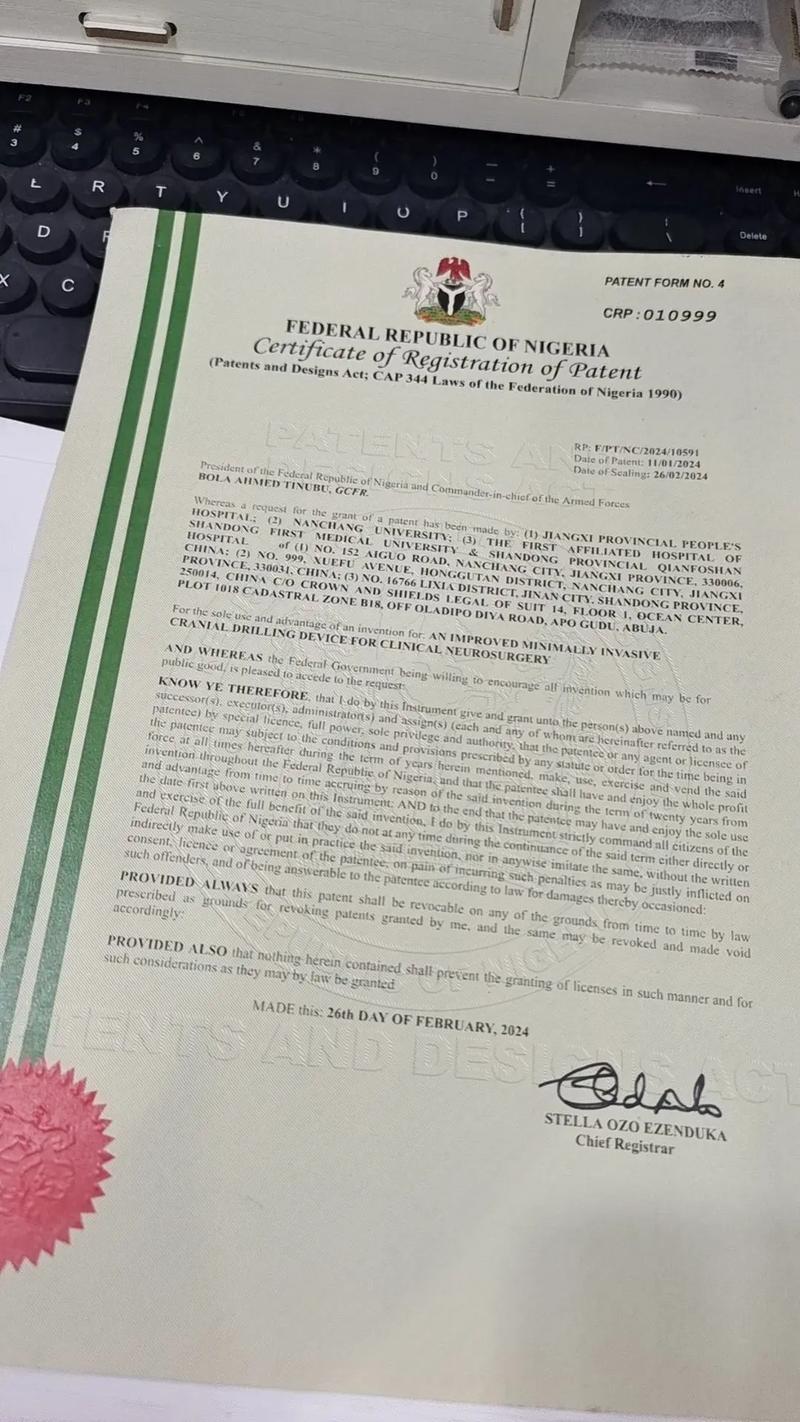 F2 F3 F4
# 3 $ 4 % 5 ^ 6 & 7 * 8 ( 9 ) 0 — - + = ← Insert
R T Y U I O P { [ } ] \ Delete
D
X C
PATENT FORM NO. 4
CRP : 010999
FEDERAL REPUBLIC OF NIGERIA
Certificate of Registration of Patent
(Patents and Designs Act; CAP 344 Laws of the Federation of Nigeria 1990)
RP: F/PT/NC/2024/10591
Date of Patent: 11/01/2024
Date of Sealing: 26/02/2024
President of the Federal Republic of Nigeria and Commander-in-chief of the Armed Forces
BOLA AHMED TINUBU, GCFR.
Whereas a request for the grant of a patent has been made by: (1) JIANGXI PROVINCIAL PEOPLE'S
HOSPITAL; (2) NANCHANG UNIVERSITY; (3) THE FIRST AFFILIATED HOSPITAL OF
SHANDONG FIRST MEDICAL UNIVERSITY & SHANDONG PROVINCIAL QIANFOSHAN
HOSPITAL of (1) NO. 152 AIGUO ROAD, NANCHANG CITY, JIANGXI PROVINCE, 330006,
CHINA; (2) NO. 999, XUEFU AVENUE, HONGGUTAN DISTRICT, NANCHANG CITY, JIANGXI
PROVINCE, 330031, CHINA; (3) NO. 16766 LIXIA DISTRICT, JINAN CITY, SHANDONG PROVINCE,
250014, CHINA C/O CROWN AND SHIELDS LEGAL OF SUIT 14, FLOOR 1, OCEAN CENTER,
PLOT 1018 CADASTRAL ZONE B18, OFF OLADIPO DIYA ROAD, APO GUDU, ABUJA.
For the sole use and advantage of an invention for: AN IMPROVED MINIMALLY INVASIVE
CRANIAL DRILLING DEVICE FOR CLINICAL NEUROSURGERY
AND WHEREAS the Federal Government being willing to encourage all invention which may be for
public good, is pleased to accede to the request:
KNOW YE THEREFORE, that I do by this Instrument give and grant unto the person(s) above named and any
successor(s), executor(s), administrator(s) and assign(s) (each and any of whom are hereinafter referred to as the
patentee) by special licence, full power, sole privilege and authority, that the patentee or any agent or licensee of
the patentee may subject to the conditions and provisions prescribed by any statute or order for the time being in
force at all times hereafter during the term of years herein mentioned, make, use, exercise and vend the said
invention throughout the Federal Republic of Nigeria, and that the patentee shall have and enjoy the whole profit
and advantage from time to time accruing by reason of the said invention during the term of twenty years from
the date first above written on this Instrument: AND to the end that the patentee may have and enjoy the sole use
and exercise of the full benefit of the said invention, I do by this Instrument strictly command all citizens of the
Federal Republic of Nigeria that they do not at any time during the continuance of the said term either directly or
indirectly make use of or put in practice the said invention, nor in anywise imitate the same, without the written
consent, licence or agreement of the patentee, on pain of incurring such penalties as may be justly inflicted on
such offenders, and of being answerable to the patentee according to law for damages thereby occasioned:
PROVIDED ALWAYS that this patent shall be revocable on any of the grounds from time to time by law
prescribed as grounds for revoking patents granted by me, and the same may be revoked and made void
accordingly:
PROVIDED ALSO that nothing herein contained shall prevent the granting of licenses in such manner and for
such considerations as they may by law be granted
MADE this: 26th DAY OF FEBRUARY, 2024
STELLA OZO EZENDUKA
Chief Registrar